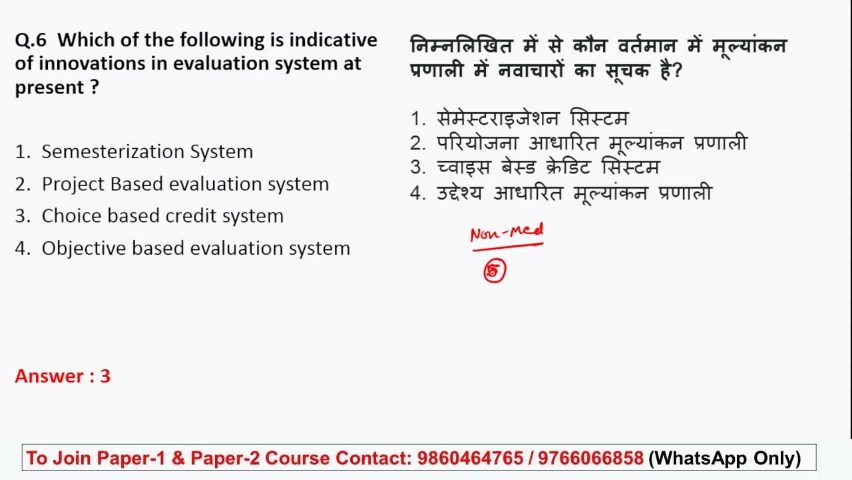 Q.6 Which of the following is indicative
of innovations in evaluation system at
present ?
1. Semesterization System
2. Project Based evaluation system
3. Choice based credit system
4. Objective based evaluation system
Answer : 3
निम्नलिखित में से कौन वर्तमान में मूल्यांकन
प्रणाली में नवाचारों का सूचक है?
1. सेमेस्टराइजेशन सिस्टम
2. परियोजना आधारित मूल्यांकन प्रणाली
3. च्वाइस बेस्ड क्रेडिट सिस्टम
4. उद्देश्य आधारित मूल्यांकन प्रणाली
Non-med
5
To Join Paper-1 & Paper-2 Course Contact: 9860464765 / 9766066858 (WhatsApp Only)